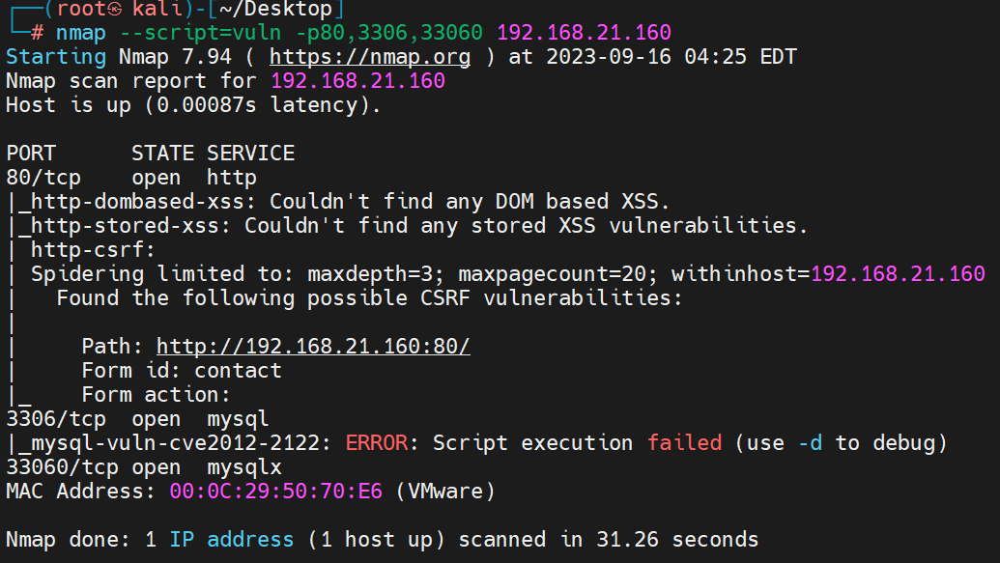 ┌──(root㉿kali)-[~/Desktop]
└─# nmap --script=vuln -p80,3306,33060 192.168.21.160
Starting Nmap 7.94 ( https://nmap.org ) at 2023-09-16 04:25 EDT
Nmap scan report for 192.168.21.160
Host is up (0.00087s latency).

PORT      STATE SERVICE
80/tcp    open  http
|_http-dombased-xss: Couldn't find any DOM based XSS.
|_http-stored-xss: Couldn't find any stored XSS vulnerabilities.
| http-csrf:
| Spidering limited to: maxdepth=3; maxpagecount=20; withinhost=192.168.21.160
|   Found the following possible CSRF vulnerabilities:
|
|     Path: http://192.168.21.160:80/
|     Form id: contact
|_    Form action:
3306/tcp  open  mysql
|_mysql-vuln-cve2012-2122: ERROR: Script execution failed (use -d to debug)
33060/tcp open  mysqlx
MAC Address: 00:0C:29:50:70:E6 (VMware)

Nmap done: 1 IP address (1 host up) scanned in 31.26 seconds